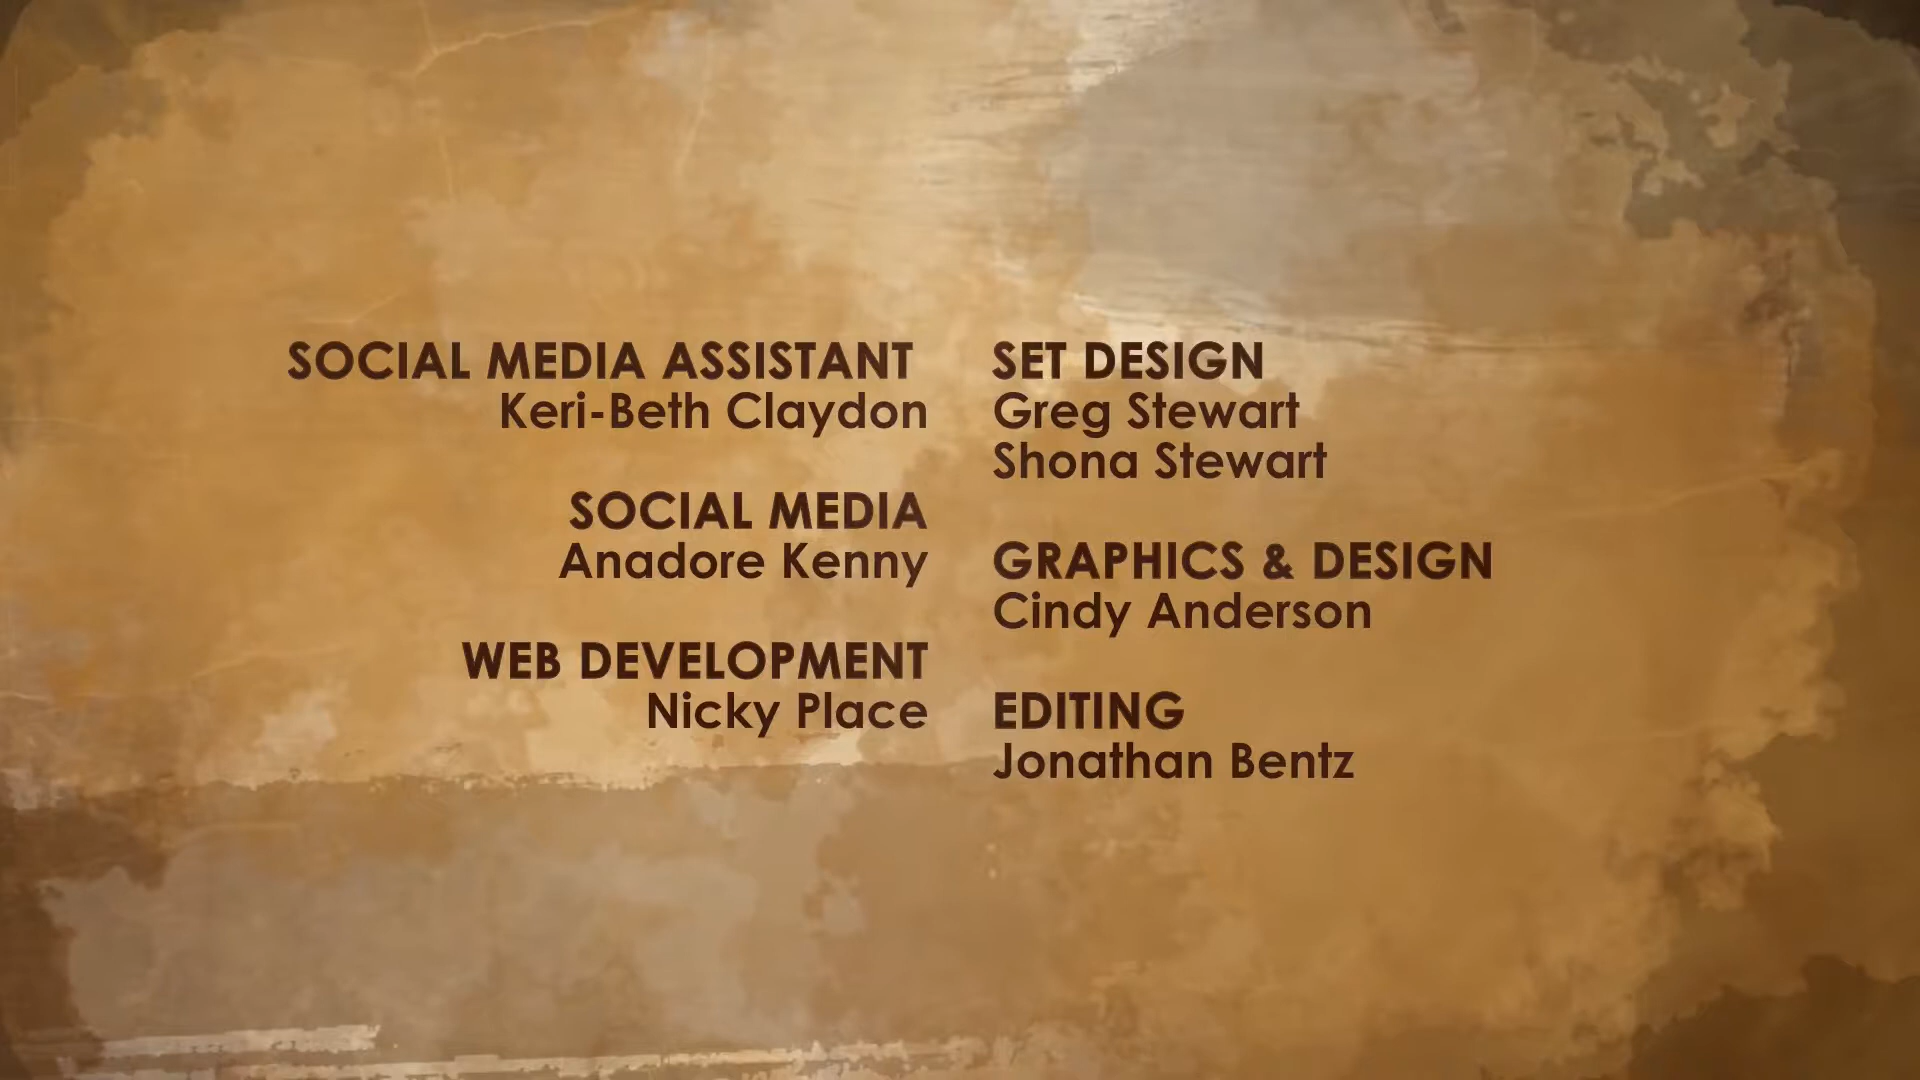 SOCIAL MEDIA ASSISTANT
Keri-Beth Claydon
SOCIAL MEDIA
Anadore Kenny
WEB DEVELOPMENT
Nicky Place
SET DESIGN
Greg Stewart
Shona Stewart
GRAPHICS & DESIGN
Cindy Anderson
EDITING
Jonathan Bentz